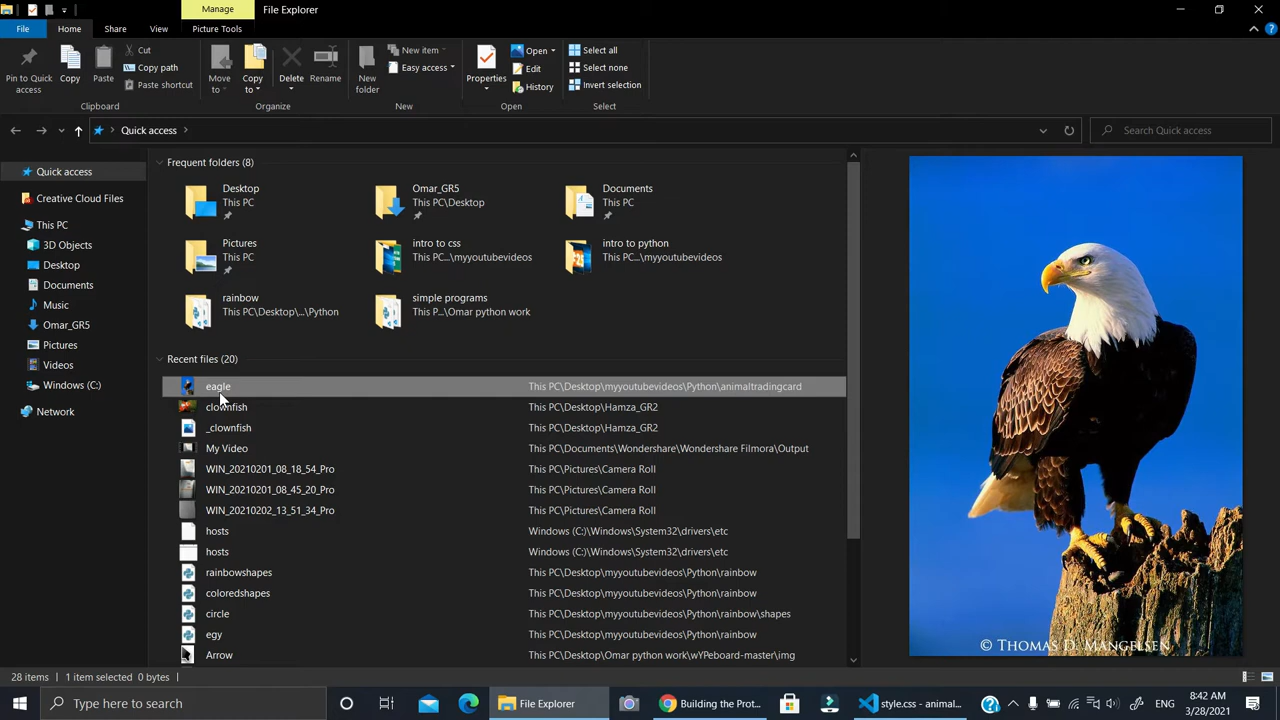 Manage
File Explorer
File
Home
Share
View
Picture Tools
Pin to Quick access
Copy
Paste
Cut
Copy path
Paste shortcut
Clipboard
Move to
Copy to
Delete
Rename
Organize
New folder
New item
Easy access
New
Properties
Open
Edit
History
Open
Select all
Select none
Invert selection
Select
Quick access
Search Quick access
Quick access
Creative Cloud Files
This PC
3D Objects
Desktop
Documents
Music
Omar_GR5
Pictures
Videos
Windows (C:)
Network
Frequent folders (8)
Desktop
This PC
Omar_GR5
This PC\Desktop
Documents
This PC
Pictures
This PC
intro to css
This PC...\myyoutubevideos
intro to python
This PC...\myyoutubevideos
rainbow
This PC\Desktop\...\Python
simple programs
This P...\Omar python work
Recent files (20)
eagle This PC\Desktop\myyoutubevideos\Python\animaltradingcard
clownfish This PC\Desktop\Hamza_GR2
_clownfish This PC\Desktop\Hamza_GR2
My Video This PC\Documents\Wondershare\Wondershare Filmora\Output
WIN_20210201_08_18_54_Pro This PC\Pictures\Camera Roll
WIN_20210201_08_45_20_Pro This PC\Pictures\Camera Roll
WIN_20210202_13_51_34_Pro This PC\Pictures\Camera Roll
hosts Windows (C:)\Windows\System32\drivers\etc
hosts Windows (C:)\Windows\System32\drivers\etc
rainbowshapes This PC\Desktop\myyoutubevideos\Python\rainbow
coloredshapes This PC\Desktop\myyoutubevideos\Python\rainbow
circle This PC\Desktop\myyoutubevideos\Python\rainbow\shapes
egy This PC\Desktop\myyoutubevideos\Python\rainbow
Arrow This PC\Desktop\Omar python work\wYPeboard-master\img
© Thomas D. Mangelsen
28 items
1 item selected 0 bytes
Type here to search
File Explorer
Building the Prot...
style.css - animal...
ENG
8:42 AM
3/28/2021